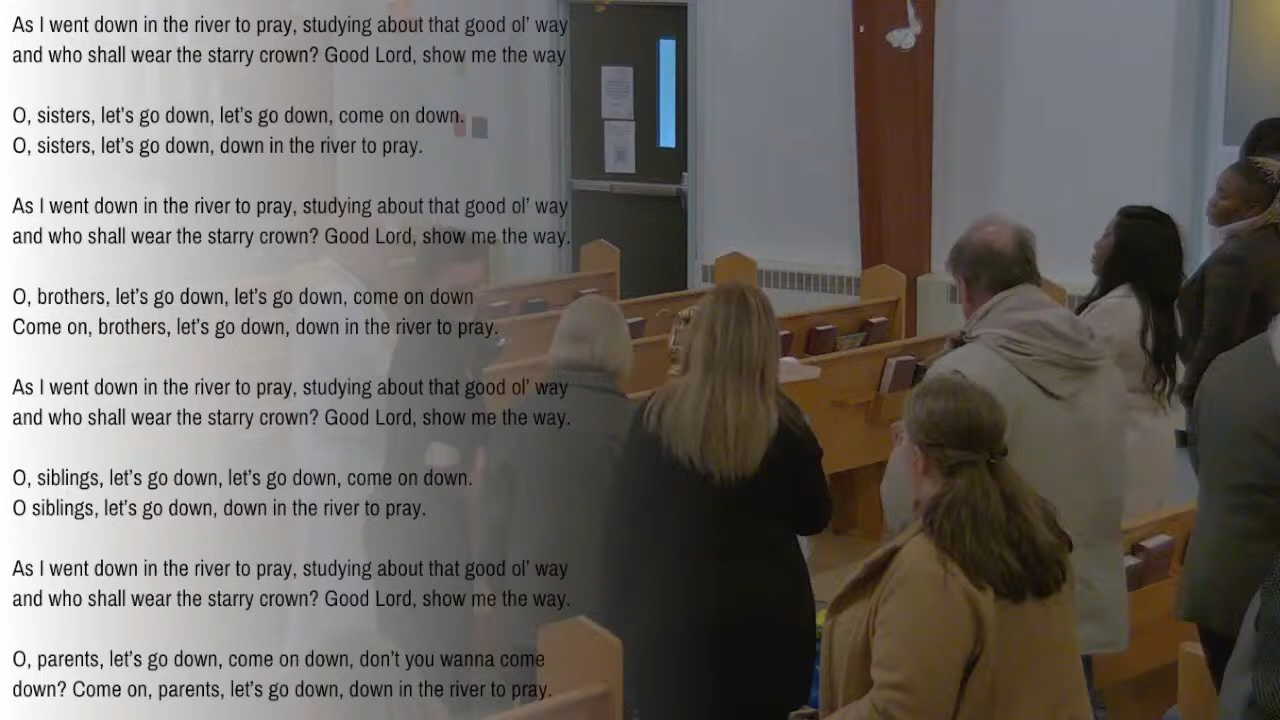 As I went down in the river to pray, studying about that good ol’ way
and who shall wear the starry crown? Good Lord, show me the way
O, sisters, let’s go down, let’s go down, come on down.
O, sisters, let’s go down, down in the river to pray.
As I went down in the river to pray, studying about that good ol’ way
and who shall wear the starry crown? Good Lord, show me the way.
O, brothers, let’s go down, let’s go down, come on down
Come on, brothers, let’s go down, down in the river to pray.
As I went down in the river to pray, studying about that good ol’ way
and who shall wear the starry crown? Good Lord, show me the way.
O, siblings, let’s go down, let’s go down, come on down.
O siblings, let’s go down, down in the river to pray.
As I went down in the river to pray, studying about that good ol’ way
and who shall wear the starry crown? Good Lord, show me the way.
O, parents, let’s go down, come on down, don’t you wanna come
down? Come on, parents, let’s go down, down in the river to pray.